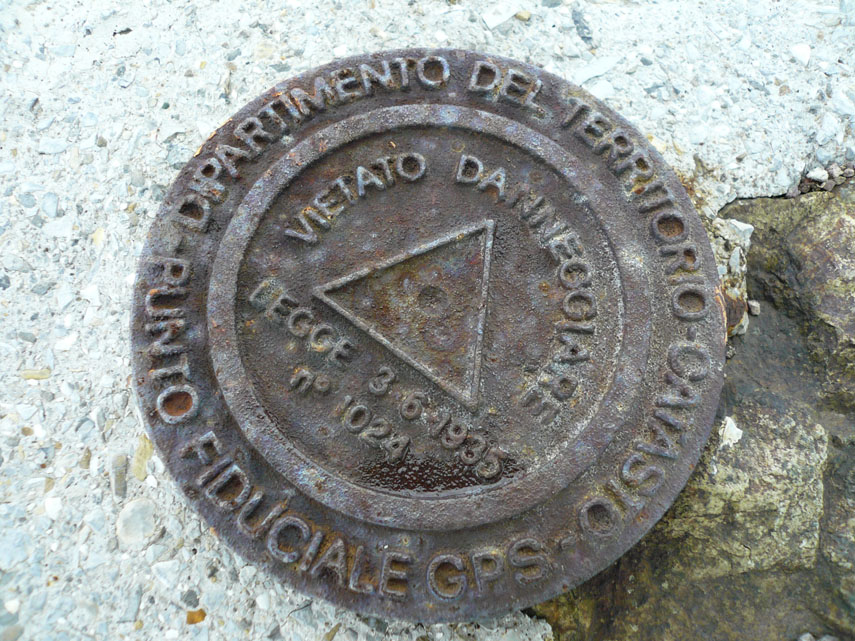 DIPARTIMENTO DEL TERRITORIO - CATASTO -
PUNTO FIDUCIALE GPS -
VIETATO DANNEGGIARE
LEGGE 3-6-1935
n° 1024